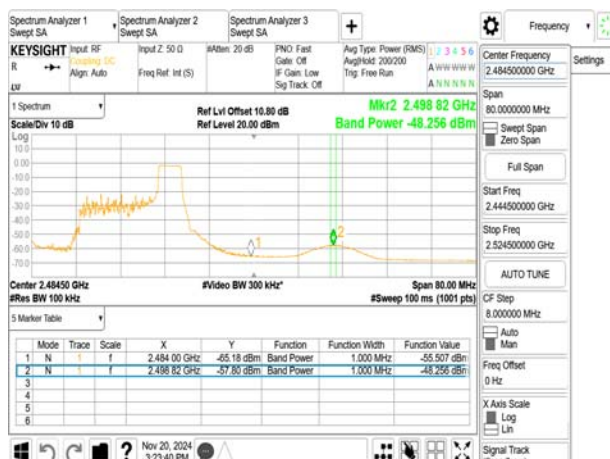 Spectrum Analyzer 1
Swept SA
Spectrum Analyzer 2
Swept SA
Spectrum Analyzer 3
Swept SA
+
Frequency
Settings
KEYSIGHT
R
Input: RF
Coupling: DC
Align: Auto
Input Z: 50 Ω
Freq Ref: Int (S)
#Atten: 20 dB
PNO: Fast
Gate: Off
IF Gain: Low
Sig Track: Off
Avg Type: Power (RMS)
Avg|Hold: 200/200
Trig: Free Run
1 2 3 4 5 6
A W W W W W
A N N N N N
1 Spectrum
Scale/Div 10 dB
Ref Lvl Offset 10.80 dB
Ref Level 20.00 dBm
Mkr2 2.498 82 GHz
Band Power -48.256 dBm
Log
10.0
0.00
-10.0
-20.0
-30.0
-40.0
-50.0
-60.0
-70.0
1
2
Center 2.48450 GHz
#Res BW 100 kHz
#Video BW 300 kHz*
Span 80.00 MHz
#Sweep 100 ms (1001 pts)
5 Marker Table
Mode Trace Scale X Y Function Function Width Function Value
1 N 1 f 2.484 00 GHz -65.18 dBm Band Power 1.000 MHz -55.507 dBm
2 N 1 f 2.498 82 GHz -57.80 dBm Band Power 1.000 MHz -48.256 dBm
3
4
5
6
Nov 20, 2024
3:23:40 PM
Center Frequency
2.484500000 GHz
Span
80.0000000 MHz
Swept Span
Zero Span
Full Span
Start Freq
2.444500000 GHz
Stop Freq
2.524500000 GHz
AUTO TUNE
CF Step
8.000000 MHz
Auto
Man
Freq Offset
0 Hz
X Axis Scale
Log
Lin
Signal Track